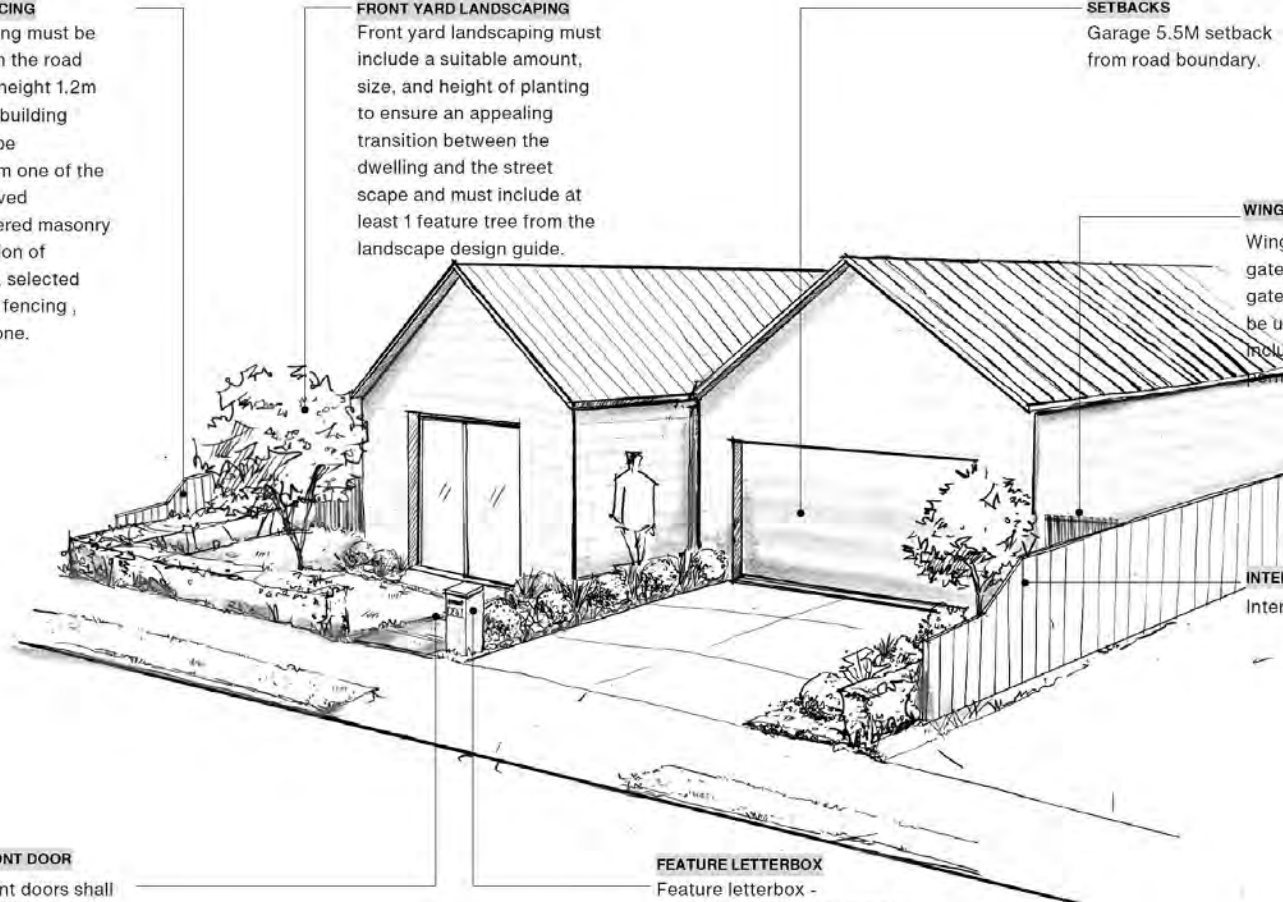 CING
ng must be
n the road
height 1.2m
building
be
m one of the
ved
ered masonry
ion of
selected
fencing ,
one.
FRONT YARD LANDSCAPING
Front yard landscaping must
include a suitable amount,
size, and height of planting
to ensure an appealing
transition between the
dwelling and the street
scape and must include at
least 1 feature tree from the
landscape design guide.
SETBACKS
Garage 5.5M setback
from road boundary.
WING
Wing
gate
gate
be u
inclu
INTE
Inter
ONT DOOR
nt doors shall
FEATURE LETTERBOX
Feature letterbox -